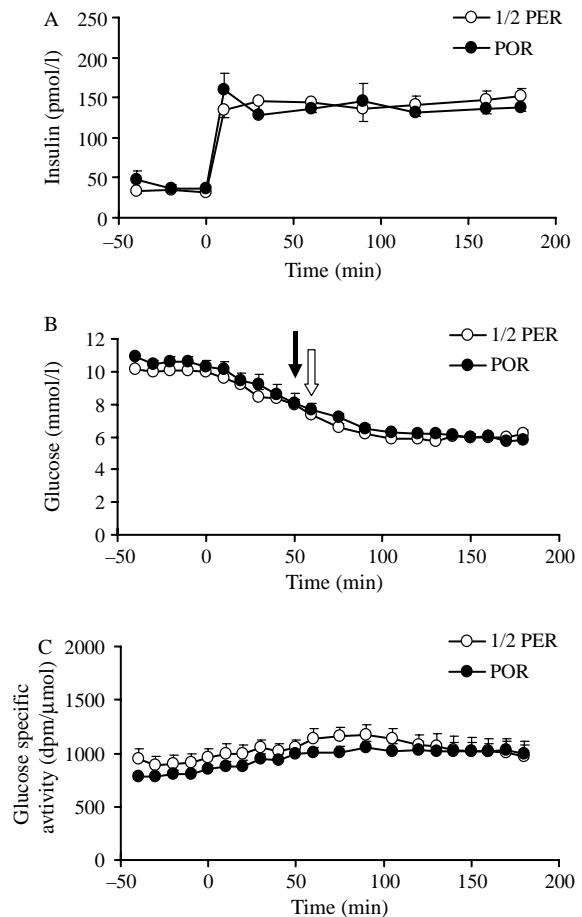 A
1/2 PER
POR
Insulin (pmol/l)
250
200
150
100
50
0
–50 0 50 100 150 200
Time (min)
B
1/2 PER
POR
Glucose (mmol/l)
12
10
8
6
4
2
0
–50 0 50 100 150 200
Time (min)
C
1/2 PER
POR
Glucose specific
avtivity (dpm/μmol)
2000
1500
1000
500
0
–50 0 50 100 150 200
Time (min)